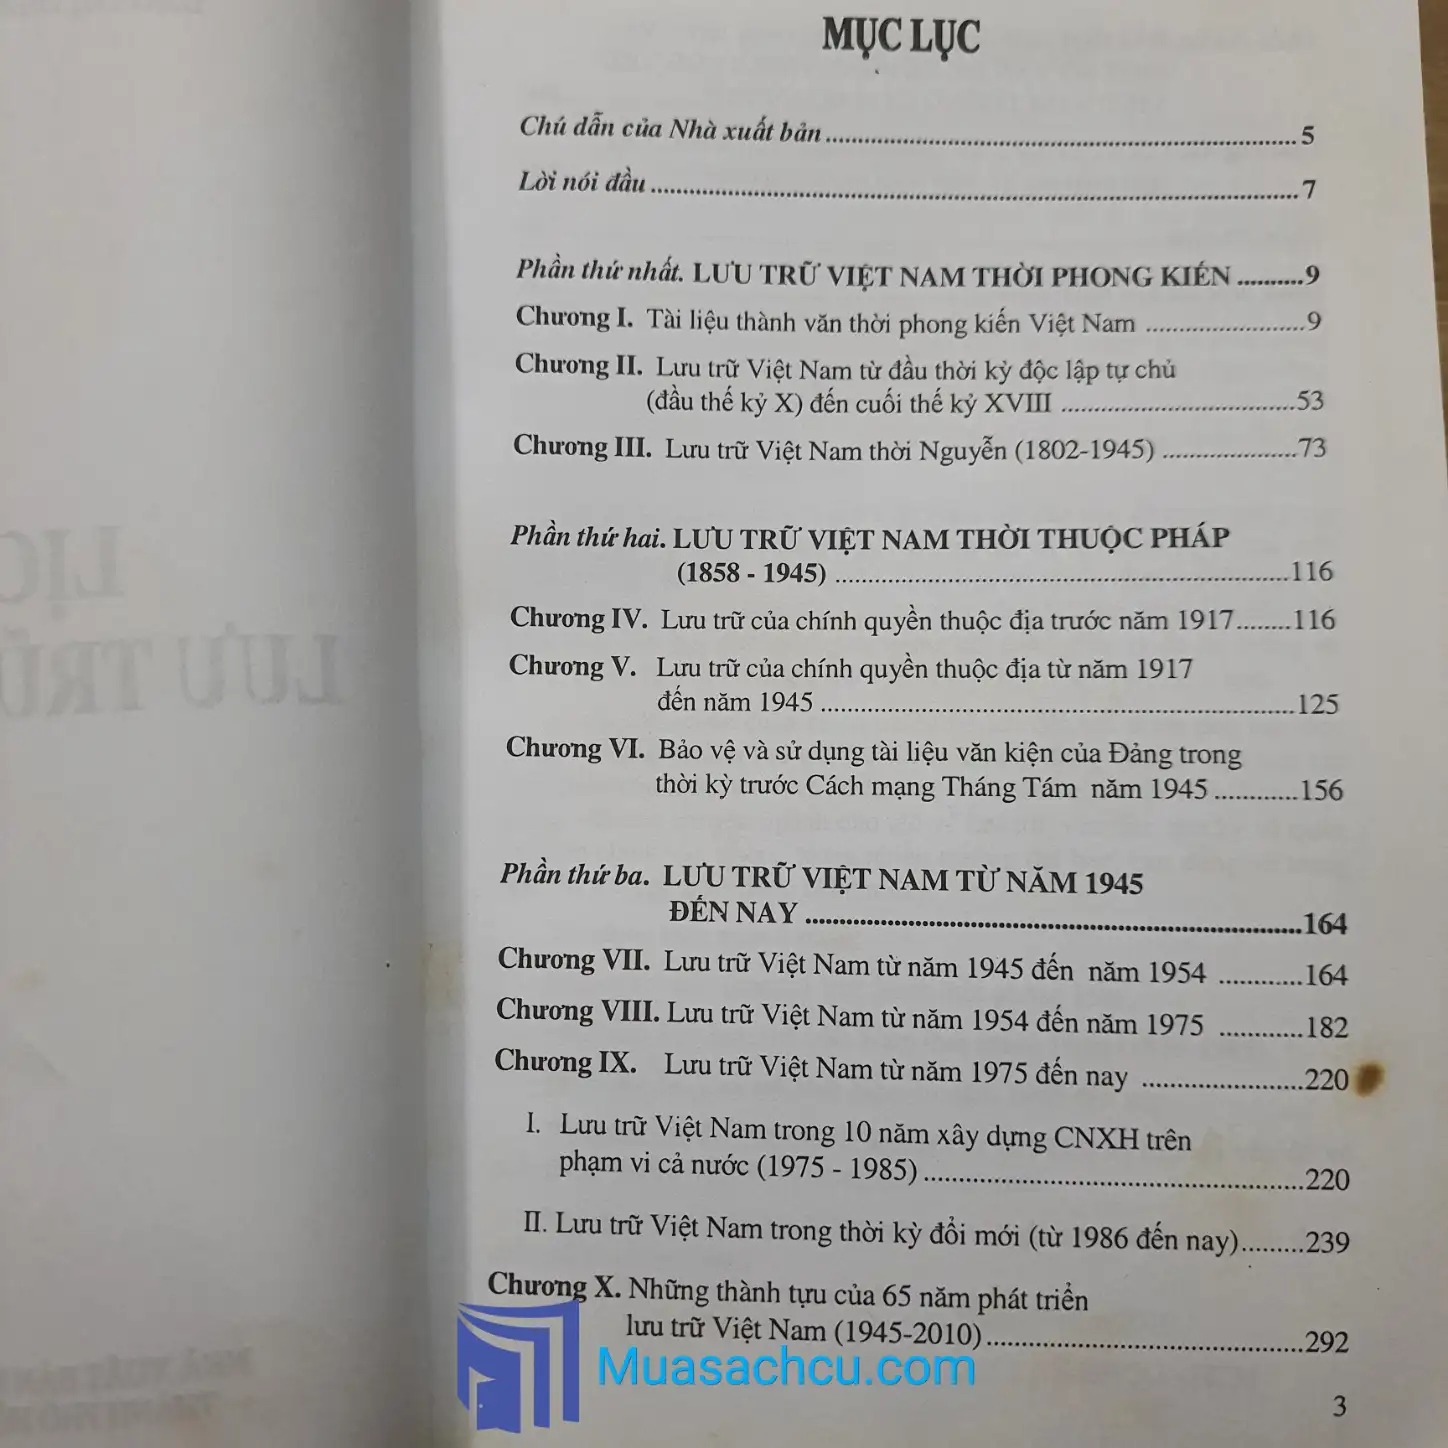 MỤC LỤC
Chú dẫn của Nhà xuất bản ........ 5
Lời nói đầu ........ 7
Phần thứ nhất. LƯU TRỮ VIỆT NAM THỜI PHONG KIẾN ..........9
Chương I. Tài liệu thành văn thời phong kiến Việt Nam ........9
Chương II. Lưu trữ Việt Nam từ đầu thời kỳ độc lập tự chủ
(đầu thế kỷ X) đến cuối thế kỷ XVIII ........53
Chương III. Lưu trữ Việt Nam thời Nguyễn (1802-1945) ........73
Phần thứ hai. LƯU TRỮ VIỆT NAM THỜI THUỘC PHÁP
(1858 - 1945) ........116
Chương IV. Lưu trữ của chính quyền thuộc địa trước năm 1917........116
Chương V. Lưu trữ của chính quyền thuộc địa từ năm 1917
đến năm 1945 ........125
Chương VI. Bảo vệ và sử dụng tài liệu văn kiện của Đảng trong
thời kỳ trước Cách mạng Tháng Tám năm 1945 ............156
Phần thứ ba. LƯU TRỮ VIỆT NAM TỪ NĂM 1945
ĐẾN NAY ........164
Chương VII. Lưu trữ Việt Nam từ năm 1945 đến năm 1954 ............164
Chương VIII. Lưu trữ Việt Nam từ năm 1954 đến năm 1975 ............182
Chương IX. Lưu trữ Việt Nam từ năm 1975 đến nay ........220
I. Lưu trữ Việt Nam trong 10 năm xây dựng CNXH trên
phạm vi cả nước (1975 - 1985) ........220
II. Lưu trữ Việt Nam trong thời kỳ đổi mới (từ 1986 đến nay).........239
Chương X. Những thành tựu của 65 năm phát triển
lưu trữ Việt Nam (1945-2010) ........292
Muasachcu.com
3